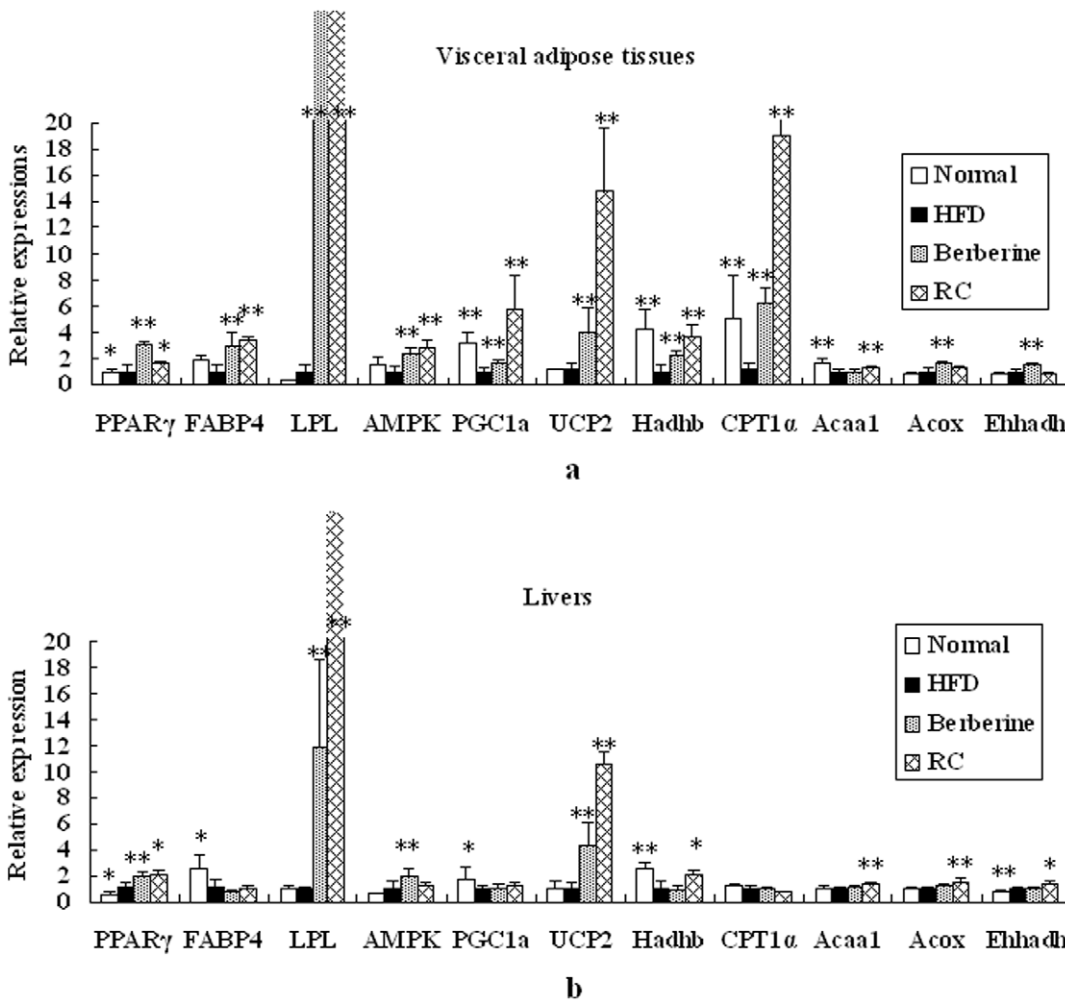 Visceral adipose tissues
** **
**
**
20
18
16
14
12
10
8
6
4
2
0
Relative expressions
Normal
HFD
Berberine
RC
* ** *
** **
** **
** ** **
**
** ** **
** **
** **
**
**
PPARγ FABP4 LPL AMPK PGC1a UCP2 Hadhb CPT1α Acaa1 Acox Ehhadh
a
Livers
** **
20
18
16
14
12
10
8
6
4
2
0
Relative expression
Normal
HFD
Berberine
RC
**
**
* ** *
*
**
*
** *
**
**
** *
PPARγ FABP4 LPL AMPK PGC1a UCP2 Hadhb CPT1α Acaa1 Acox Ehhadh
b